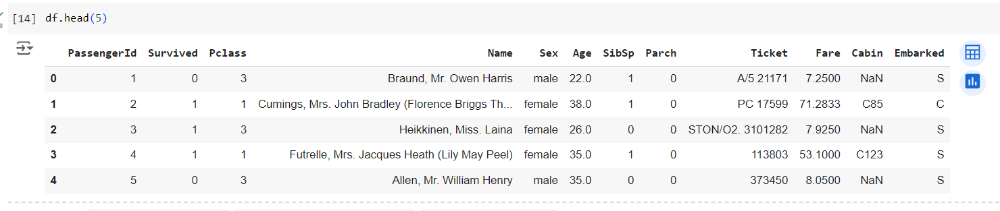 [14] df.head(5)
PassengerId Survived Pclass Name Sex Age SibSp Parch Ticket Fare Cabin Embarked
0 1 0 3 Braund, Mr. Owen Harris male 22.0 1 0 A/5 21171 7.2500 NaN S
1 2 1 1 Cumings, Mrs. John Bradley (Florence Briggs Th... female 38.0 1 0 PC 17599 71.2833 C85 C
2 3 1 3 Heikkinen, Miss. Laina female 26.0 0 0 STON/O2. 3101282 7.9250 NaN S
3 4 1 1 Futrelle, Mrs. Jacques Heath (Lily May Peel) female 35.0 1 0 113803 53.1000 C123 S
4 5 0 3 Allen, Mr. William Henry male 35.0 0 0 373450 8.0500 NaN S